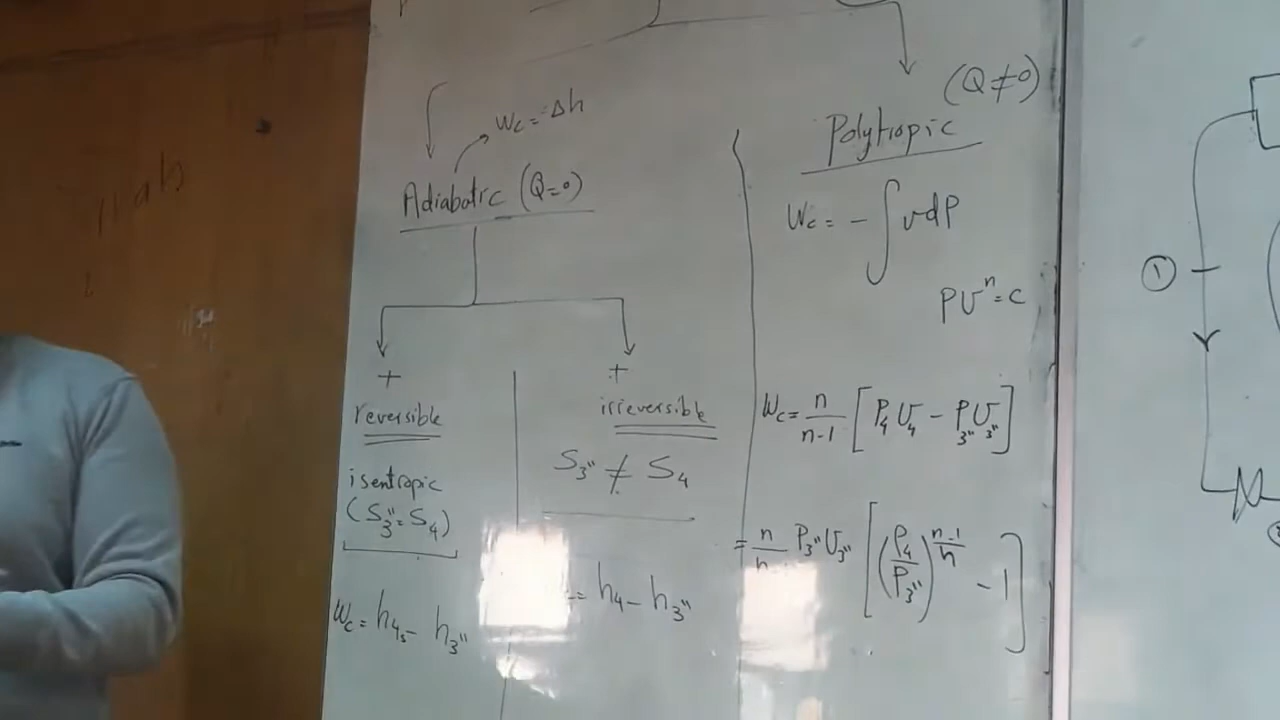 Wc = -Δh
Adiabatic (Q=0)
+
reversible
isentropic
(S3'' = S4)
Wc = h4s - h3''
+
irreversible
S3'' ≠ S4
= h4 - h3''
(Q≠0)
Polytropic
Wc = - ∫ v dP
Pv^n = c
Wc = n/(n-1) [P4 v4 - P3'' v3'']
= n/n P3'' v3'' [(P4/P3'')^((n-1)/n) - 1]
①